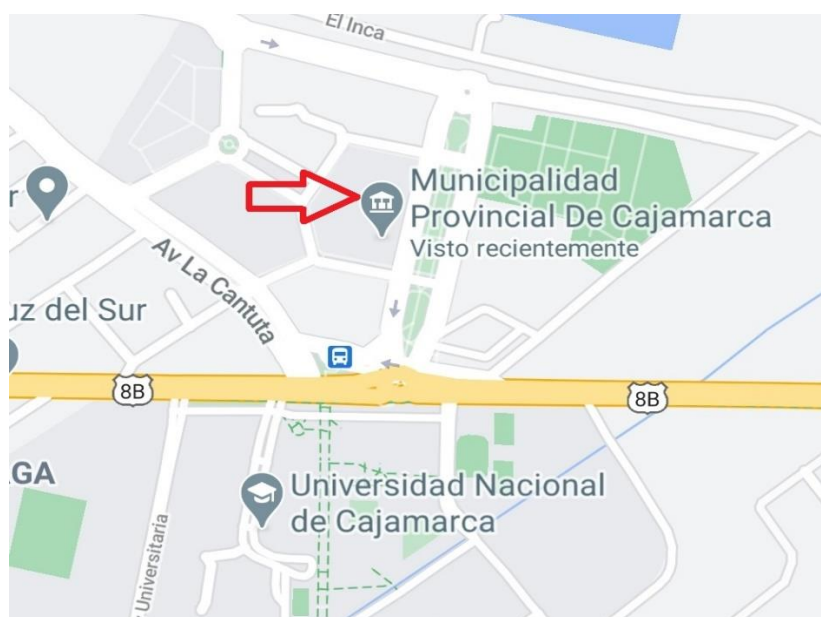 El Inca
r
Municipalidad
Provincial De Cajamarca
Visto recientemente
Av La Cantuta
uz del Sur
8B
8B
GA
Universidad Nacional
de Cajamarca
Universitaria